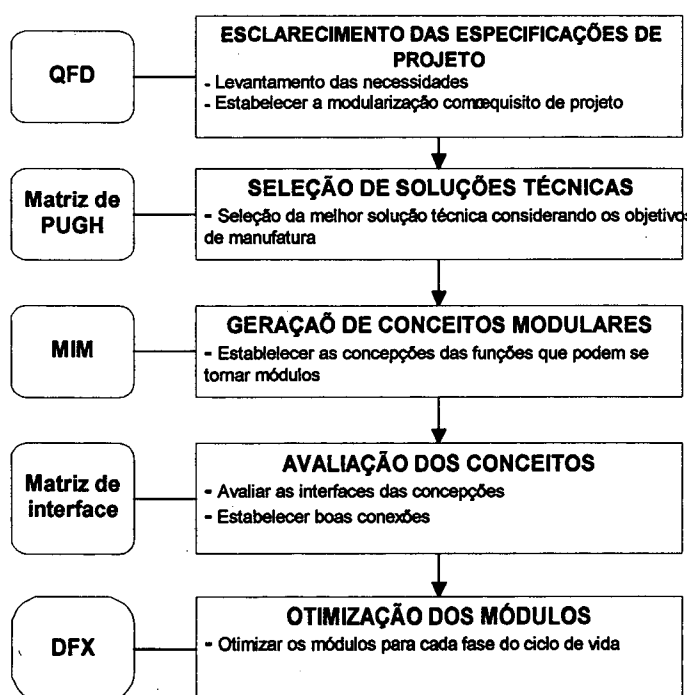 QFD
ESCLARECIMENTO DAS ESPECIFICAÇÕES DE
PROJETO
- Levantamento das necessidades
- Estabelecer a modularização comœquisito de projeto
Matriz de
PUGH
SELEÇÃO DE SOLUÇÕES TÉCNICAS
- Seleção da melhor solução técnica considerando os objetivos
de manufatura
MIM
GERAÇAÕ DE CONCEITOS MODULARES
- Establelecer as concepções das funções que podem se
tornar módulos
Matriz de
interface
AVALIAÇÃO DOS CONCEITOS
- Avaliar as interfaces das concepções
- Estabelecer boas conexões
DFX
OTIMIZAÇÃO DOS MÓDULOS
- Otimizar os módulos para cada fase do ciclo de vida